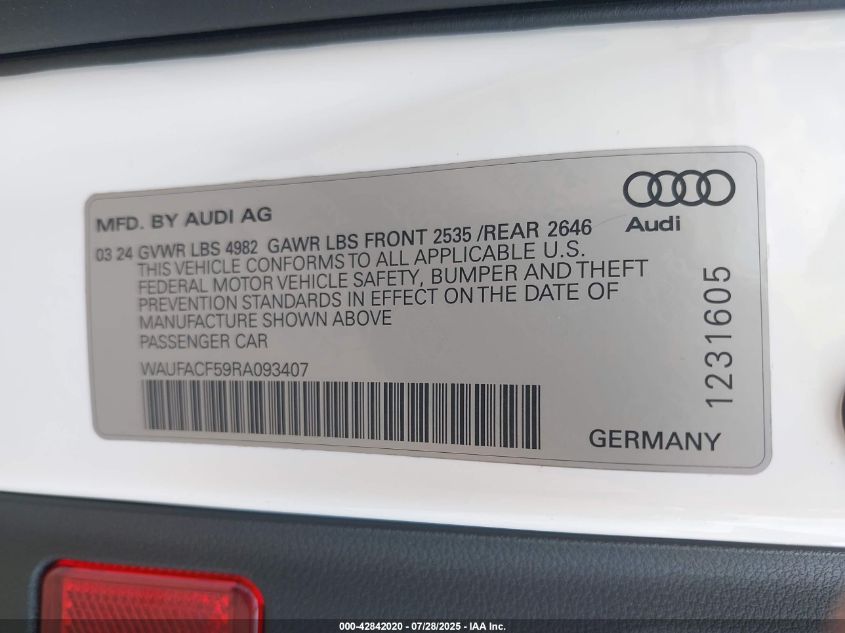 MFD. BY AUDI AG
Audi
03 24 GVWR LBS 4982 GAWR LBS FRONT 2535 /REAR 2646
THIS VEHICLE CONFORMS TO ALL APPLICABLE U.S.
FEDERAL MOTOR VEHICLE SAFETY, BUMPER AND THEFT
PREVENTION STANDARDS IN EFFECT ON THE DATE OF
MANUFACTURE SHOWN ABOVE
PASSENGER CAR
WAUFACF59RA093407
1231605
GERMANY
000-42842020 - 07/28/2025 - IAA Inc.